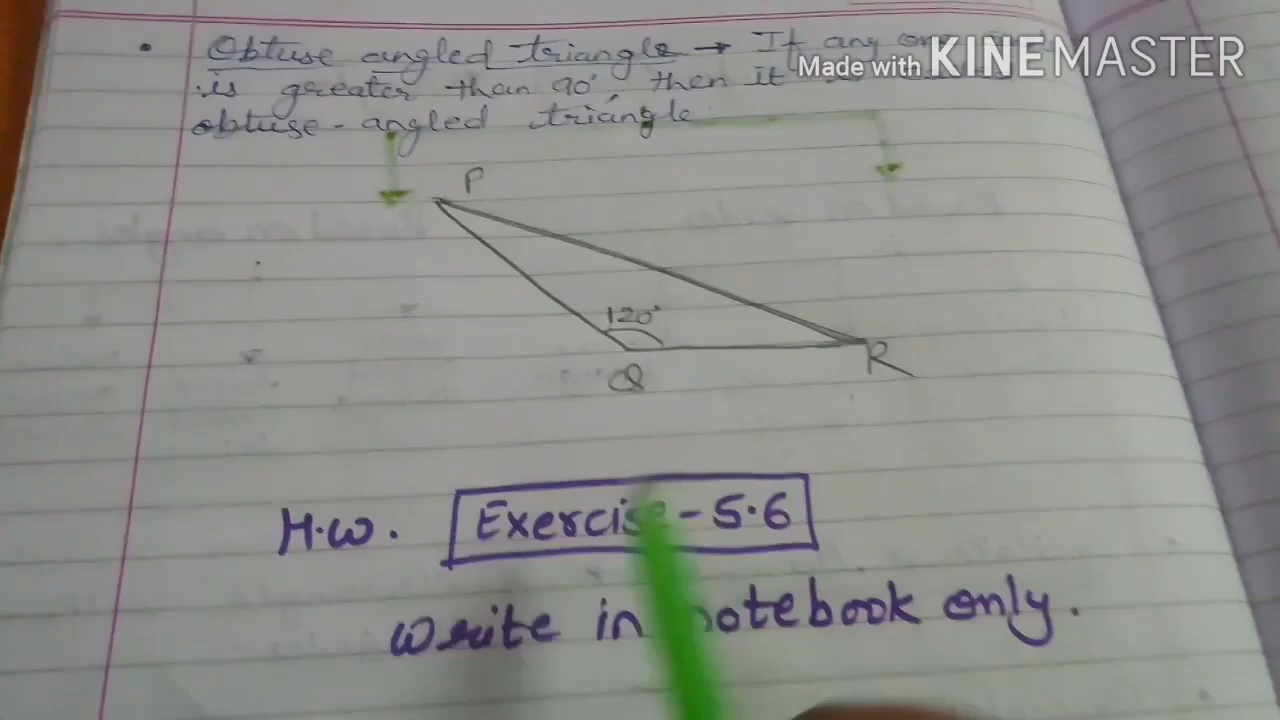 • Obtuse angled triangle → If any one
Made with KINEMASTER
is greater than 90°, then it
obtuse-angled triangle
P
120°
Q
R
H.W. Exercise-5.6
Write in notebook only.